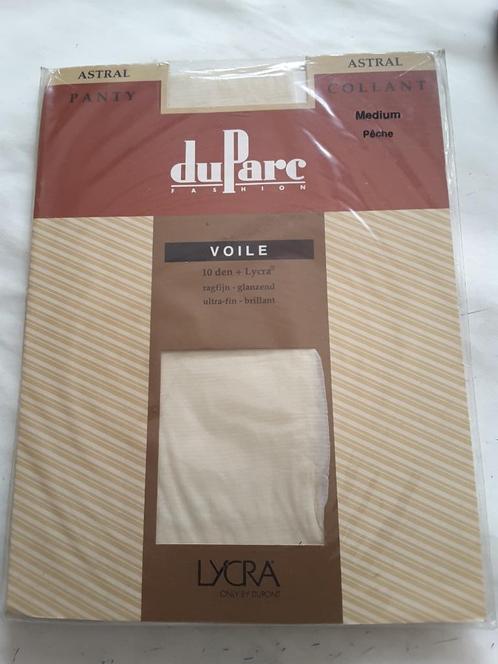 ASTRAL
PANTY
ASTRAL
COLLANT
Medium
Pêche
duParc
FASHION
VOILE
10 den + Lycra®
ragfijn - glanzend
ultra-fin - brillant
LYCRA®
ONLY BY DUPONT